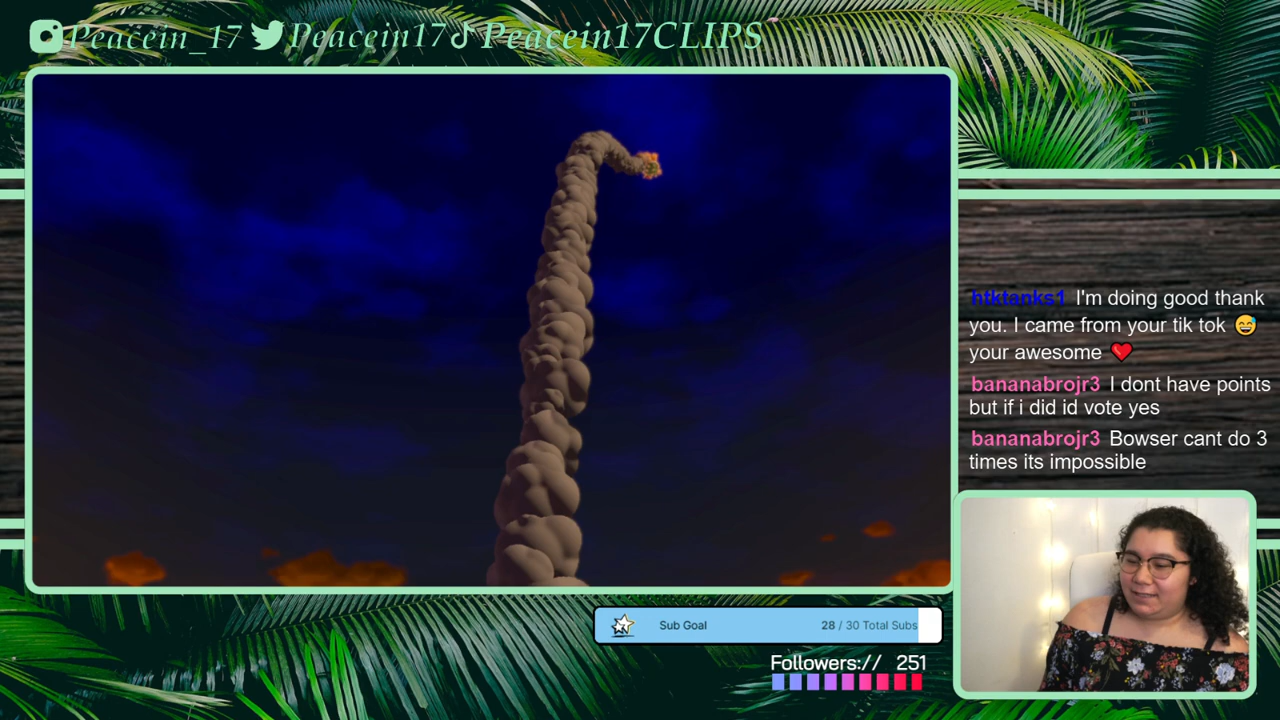 Peacein_17 Peacein17 Peacein17CLIPS
htktanks1 I'm doing good thank
you. I came from your tik tok 😅
your awesome ❤️
bananabrojr3 I dont have points
but if i did id vote yes
bananabrojr3 Bowser cant do 3
times its impossible
Sub Goal 28 / 30 Total Subs
Followers:// 251